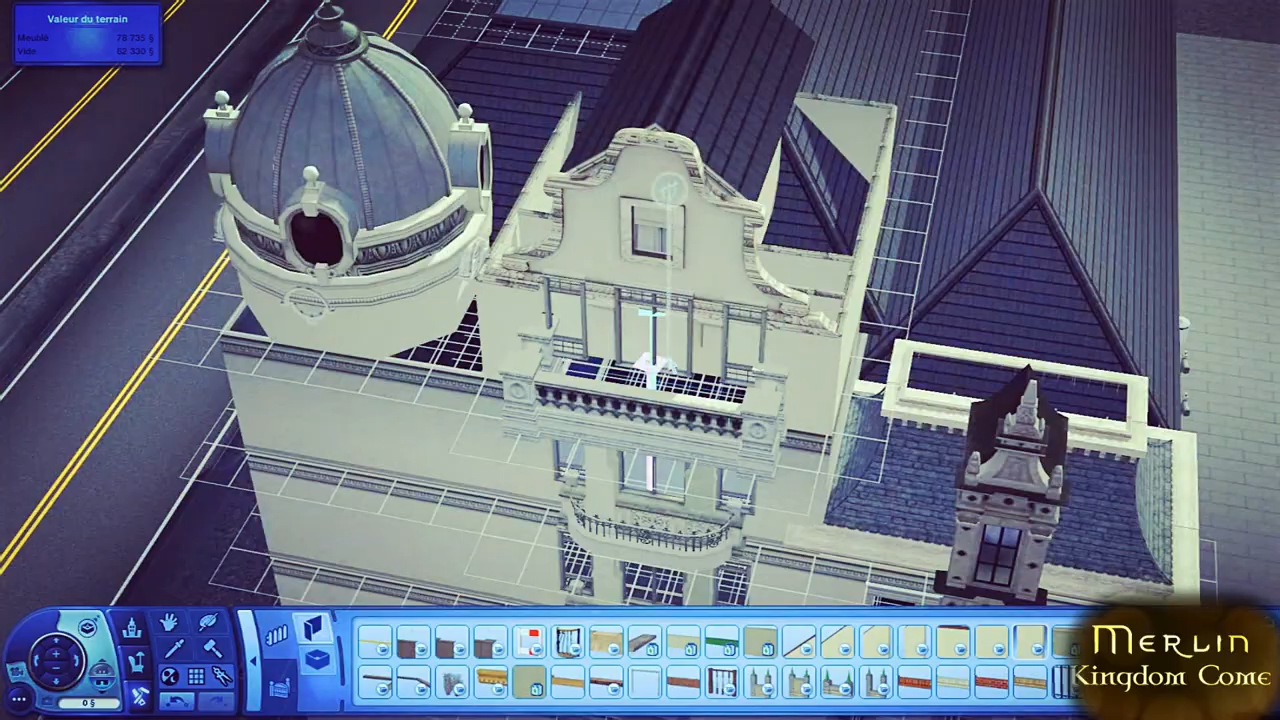 Valeur du terrain
Meublé 78 735 §
Vide 62 330 §
0 §
Merlin
Kingdom Come